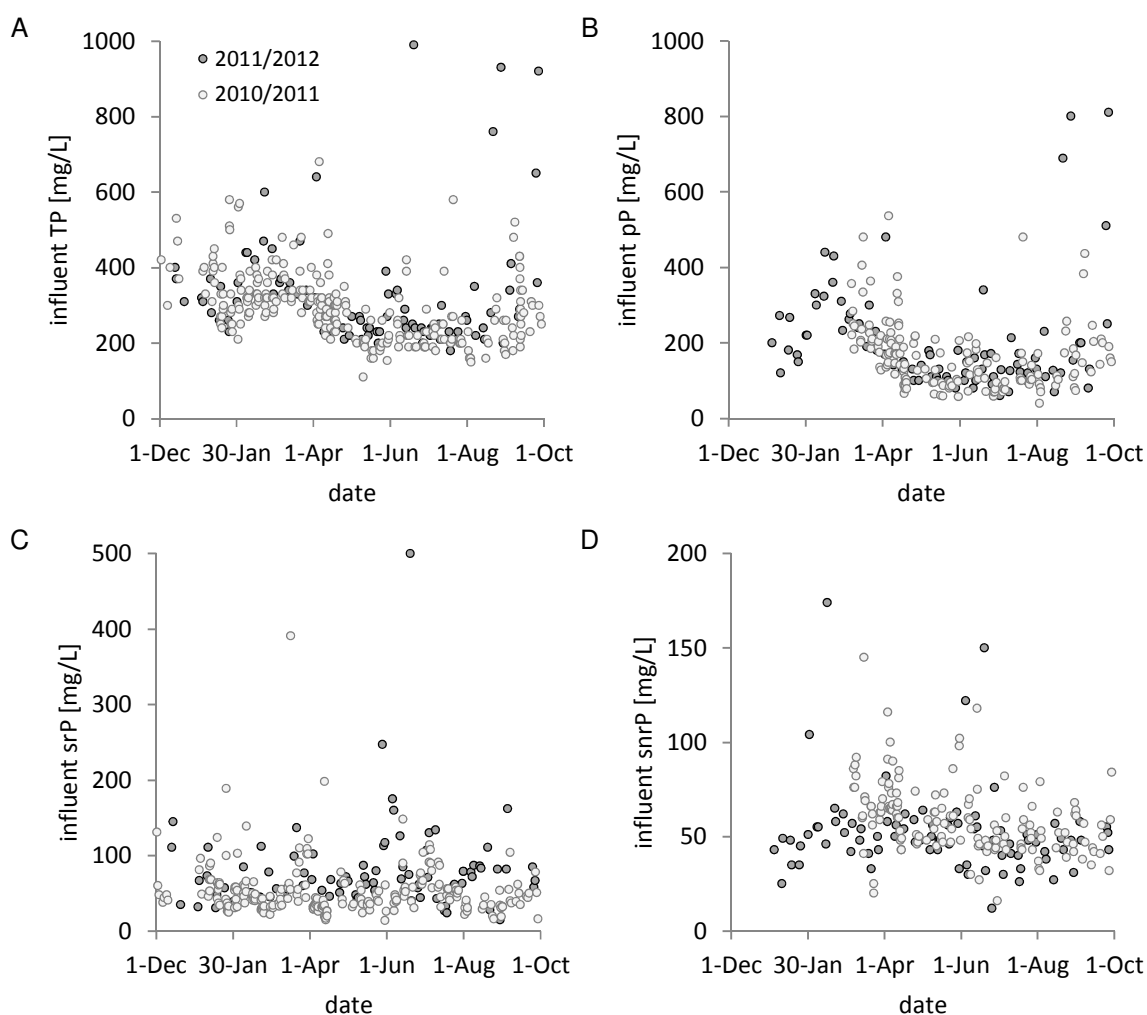 A
1000
800
600
400
200
0
influent TP [mg/L]
2011/2012
2010/2011
1-Dec 30-Jan 1-Apr 1-Jun 1-Aug 1-Oct
date
B
1000
800
600
400
200
0
influent pP [mg/L]
1-Dec 30-Jan 1-Apr 1-Jun 1-Aug 1-Oct
date
C
500
400
300
200
100
0
influent srP [mg/L]
1-Dec 30-Jan 1-Apr 1-Jun 1-Aug 1-Oct
date
D
200
150
100
50
0
influent snrP [mg/L]
1-Dec 30-Jan 1-Apr 1-Jun 1-Aug 1-Oct
date